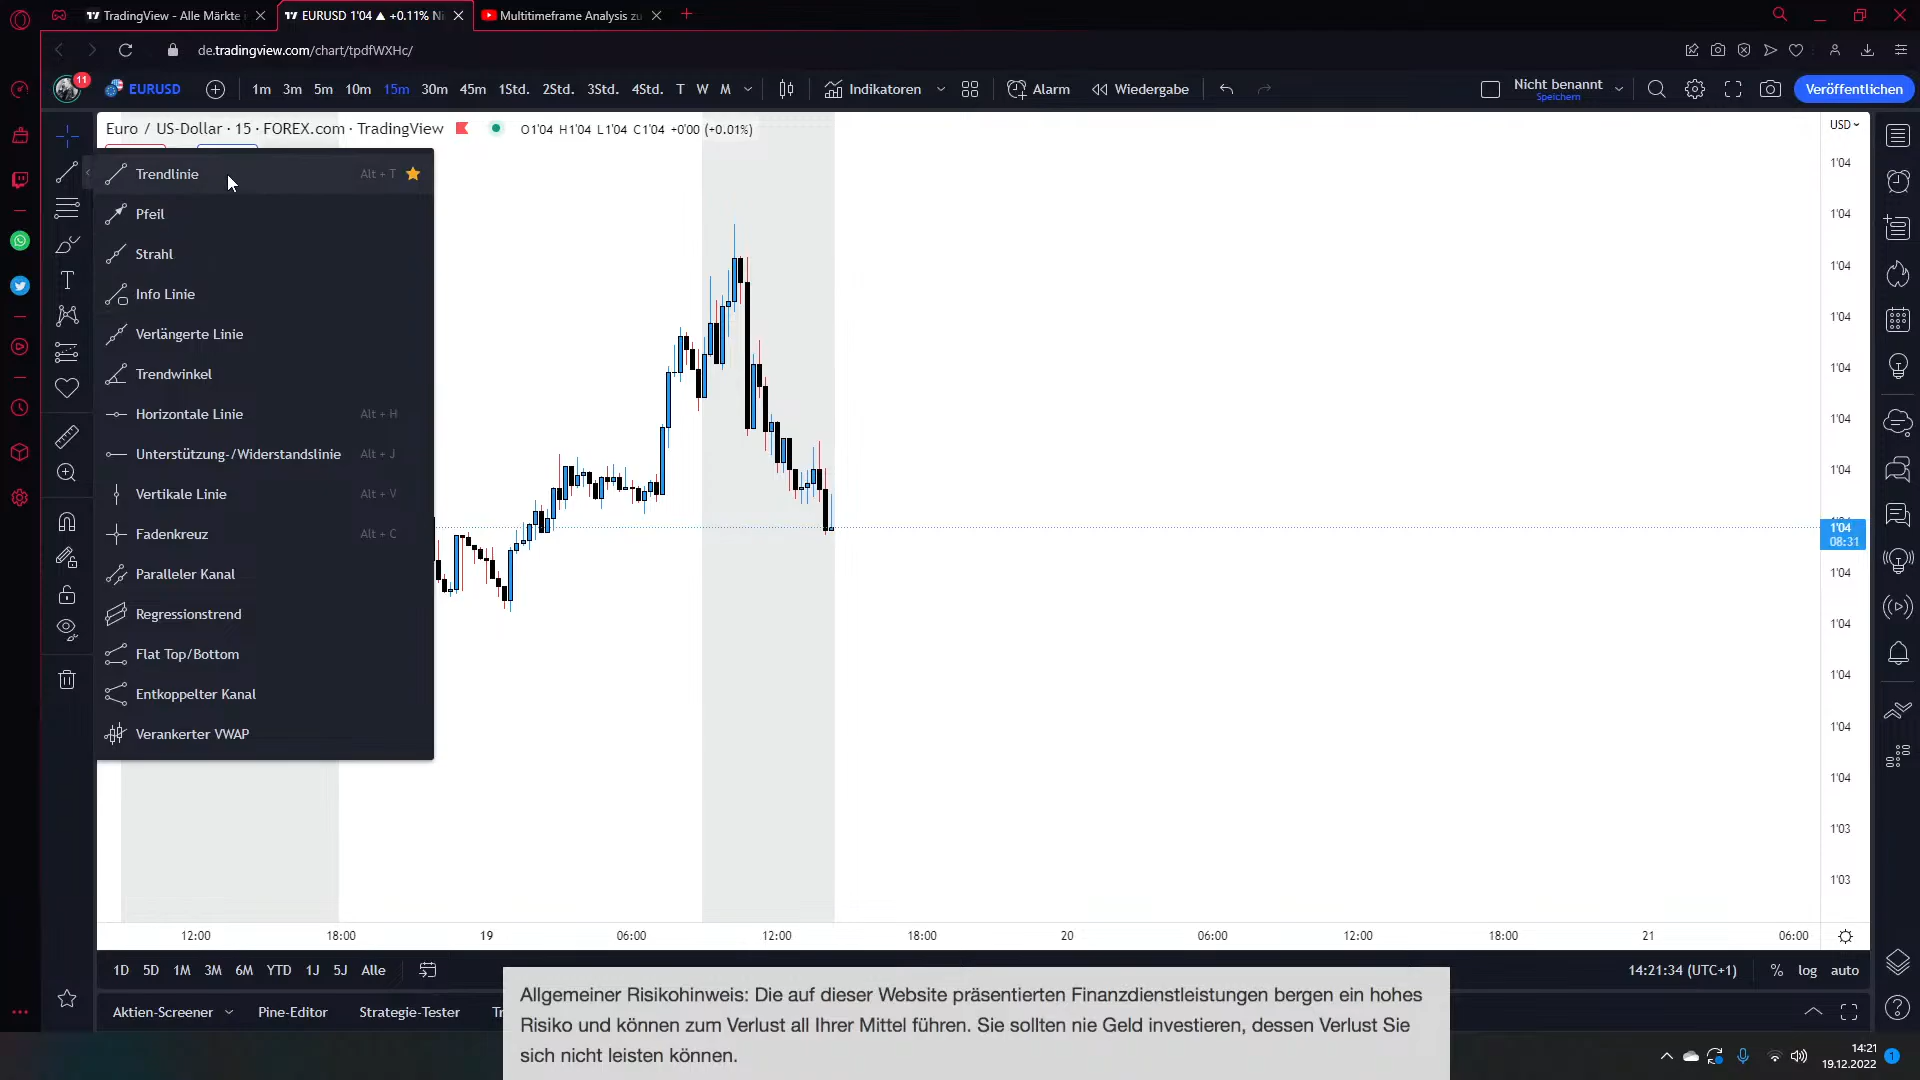 TradingView - Alle Märkte
EURUSD 1'04 ▲ +0.11% Ni
Multitimeframe Analysis zu
de.tradingview.com/chart/tpdfWXHc/
11
EURUSD
1m 3m 5m 10m 15m 30m 45m 1Std. 2Std. 3Std. 4Std. T W M
Indikatoren
Alarm
Wiedergabe
Nicht benannt
Speichern
Veröffentlichen
Euro / US-Dollar · 15 · FOREX.com · TradingView
O1'04 H1'04 L1'04 C1'04 +0'00 (+0.01%)
USD
Trendlinie Alt + T
Pfeil
Strahl
Info Linie
Verlängerte Linie
Trendwinkel
Horizontale Linie Alt + H
Unterstützung-/Widerstandslinie Alt + J
Vertikale Linie Alt + V
Fadenkreuz Alt + C
Paralleler Kanal
Regressionstrend
Flat Top/Bottom
Entkoppelter Kanal
Verankerter VWAP
1'04
1'04
1'04
1'04
1'04
1'04
1'04
1'04
08:31
1'04
1'04
1'04
1'04
1'04
1'03
1'03
12:00 18:00 19 06:00 12:00 18:00 20 06:00 12:00 18:00 21 06:00
1D 5D 1M 3M 6M YTD 1J 5J Alle
14:21:34 (UTC+1) % log auto
Aktien-Screener Pine-Editor Strategie-Tester
Allgemeiner Risikohinweis: Die auf dieser Website präsentierten Finanzdienstleistungen bergen ein hohes
Risiko und können zum Verlust all Ihrer Mittel führen. Sie sollten nie Geld investieren, dessen Verlust Sie
sich nicht leisten können.
14:21
19.12.2022
1